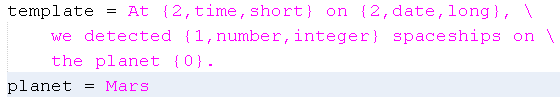 template = At {2,time,short} on {2,date,long}, \
we detected {1,number,integer} spaceships on \
the planet {0}.
planet = Mars